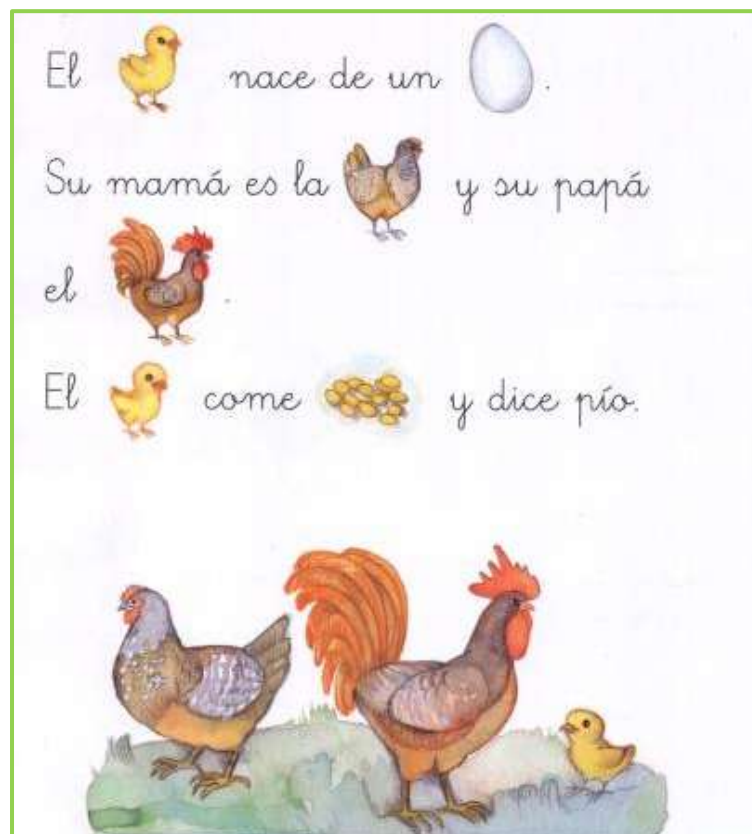 El nace de un .
Su mamá es la y su papá
el .
El come y dice pío.